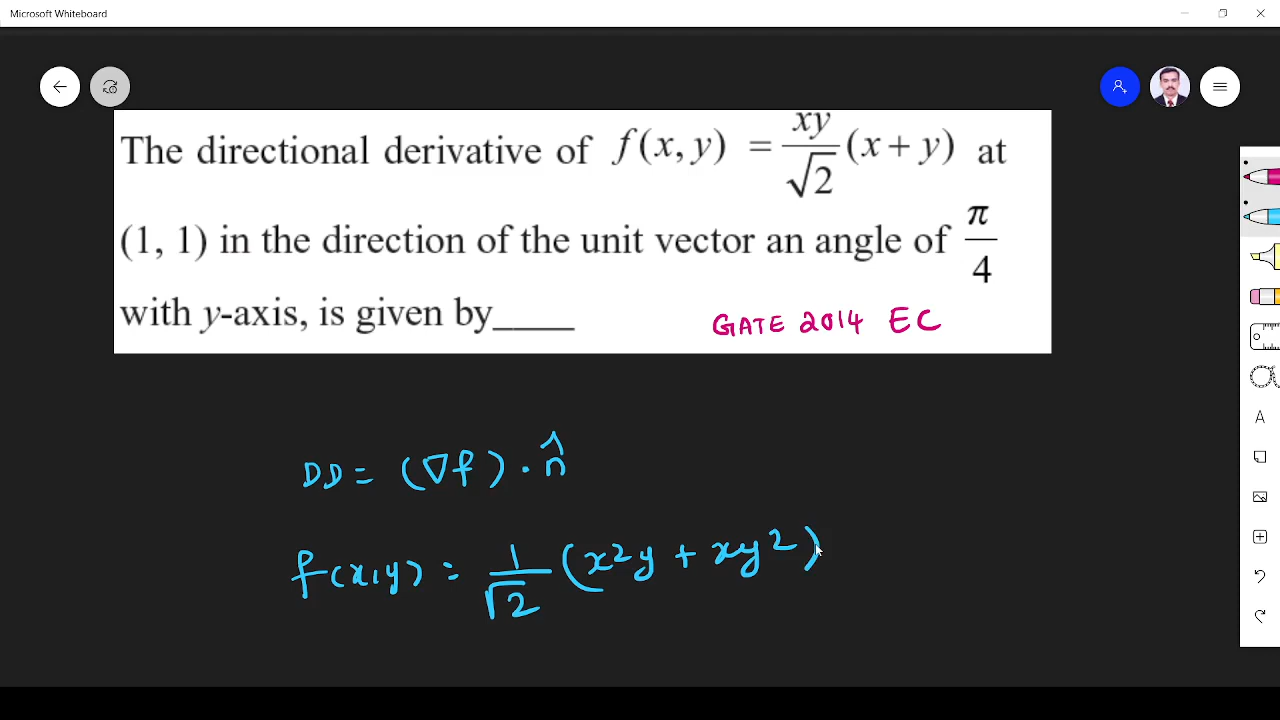 Microsoft Whiteboard
The directional derivative of f(x, y) = xy/√2 (x + y) at
(1, 1) in the direction of the unit vector an angle of π/4
with y-axis, is given by____
GATE 2014 EC
DD = (∇f) · n̂
f(x,y) = 1/√2 (x²y + xy²)
A